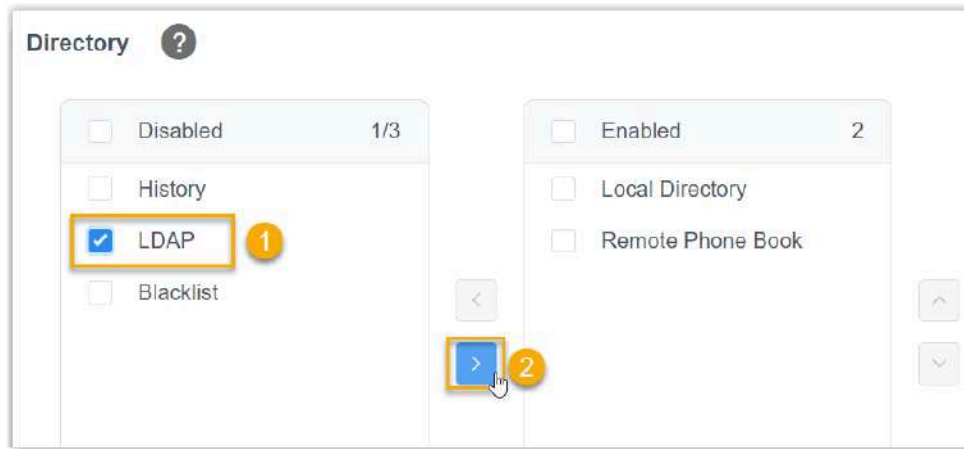 Directory ?
Disabled 1/3
Enabled 2
History
Local Directory
LDAP 1
Remote Phone Book
Blacklist
2